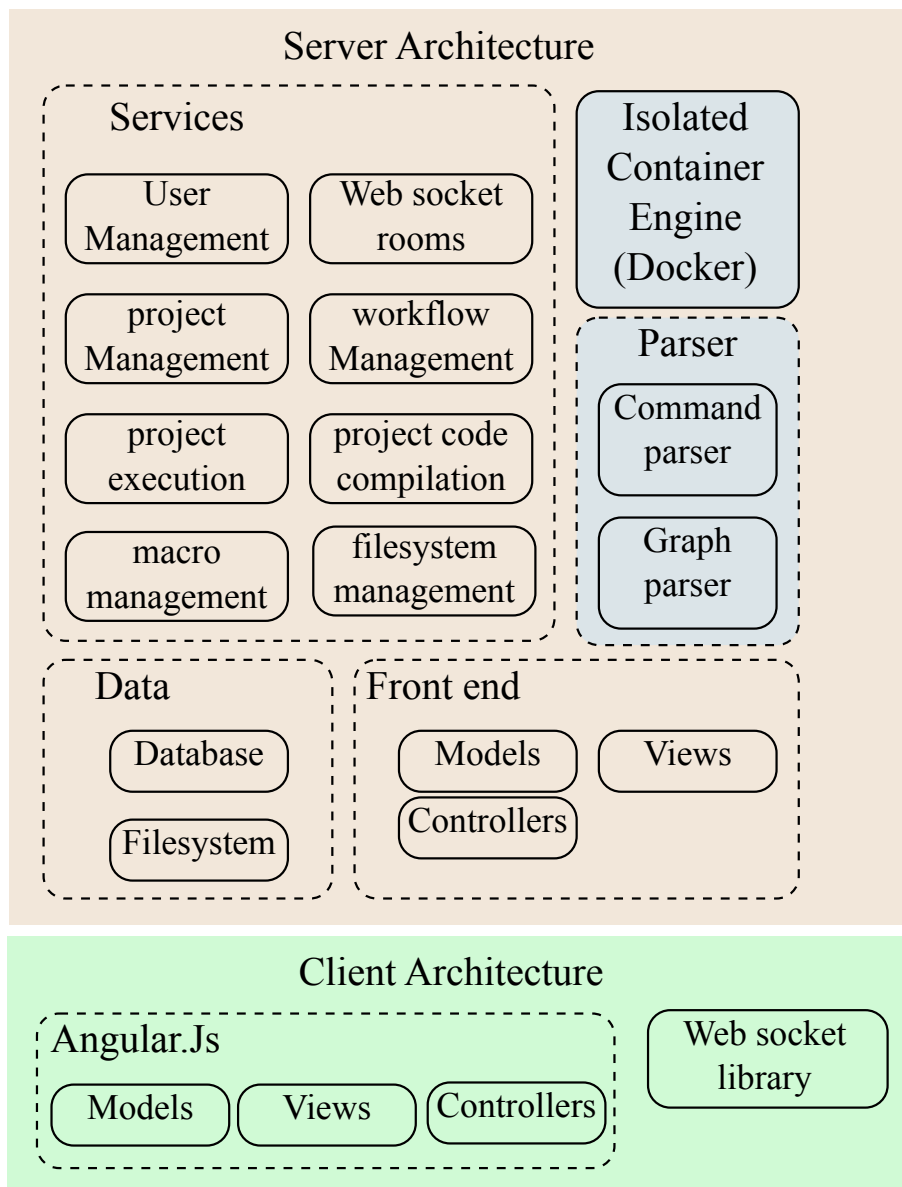 Server Architecture
Services
User
Management
Web socket
rooms
project
Management
workflow
Management
project
execution
project code
compilation
macro
management
filesystem
management
Isolated
Container
Engine
(Docker)
Parser
Command
parser
Graph
parser
Data
Database
Filesystem
Front end
Models
Views
Controllers
Client Architecture
Angular.Js
Models
Views
Controllers
Web socket
library